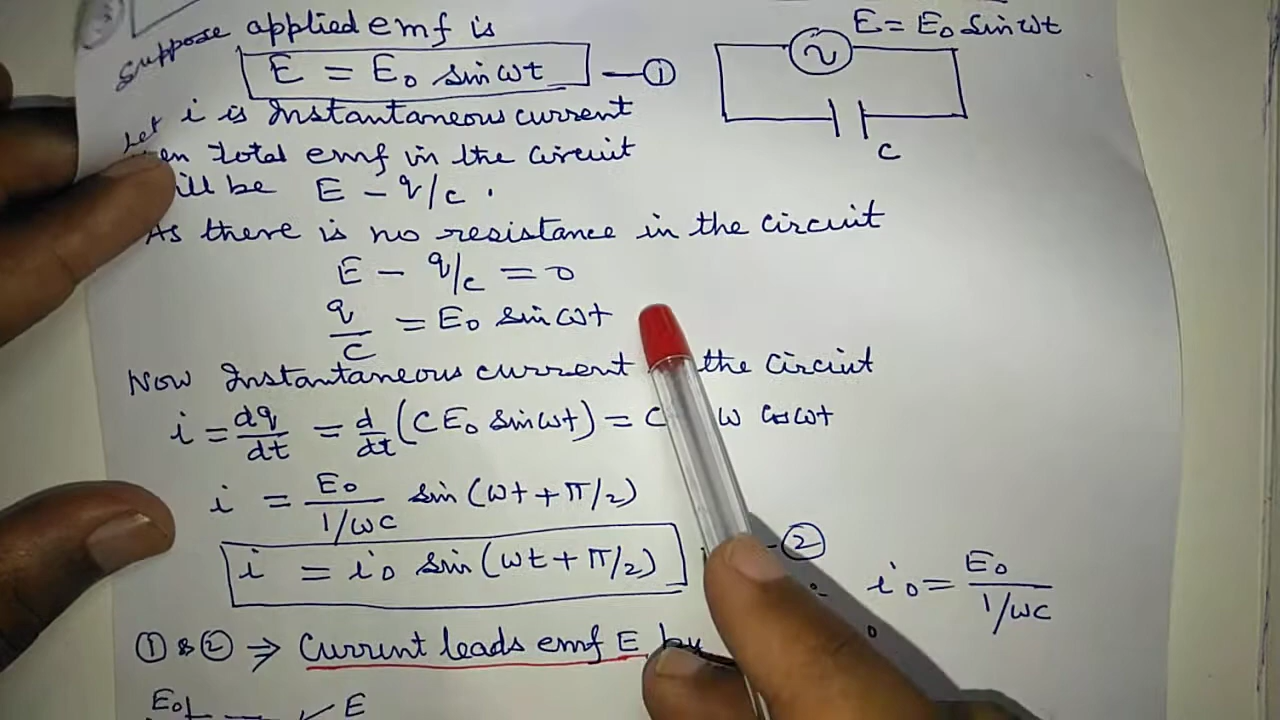 Suppose applied emf is
E = E₀ sin ωt —①
E = E₀ sin ωt
C
Let i is Instantaneous current
total emf in the circuit
be E – q/c .
As there is no resistance in the circuit
E – q/c = 0
q/c = E₀ sin ωt
Now Instantaneous current the circuit
i = dq/dt = d/dt (C E₀ sin ωt) = C ω cos ωt
i = E₀/(1/ωc) sin(ωt + π/2)
i = i₀ sin(ωt + π/2) – ②
i₀ = E₀/(1/ωc)
① & ② ⇒ Current leads emf E by
E₀ E